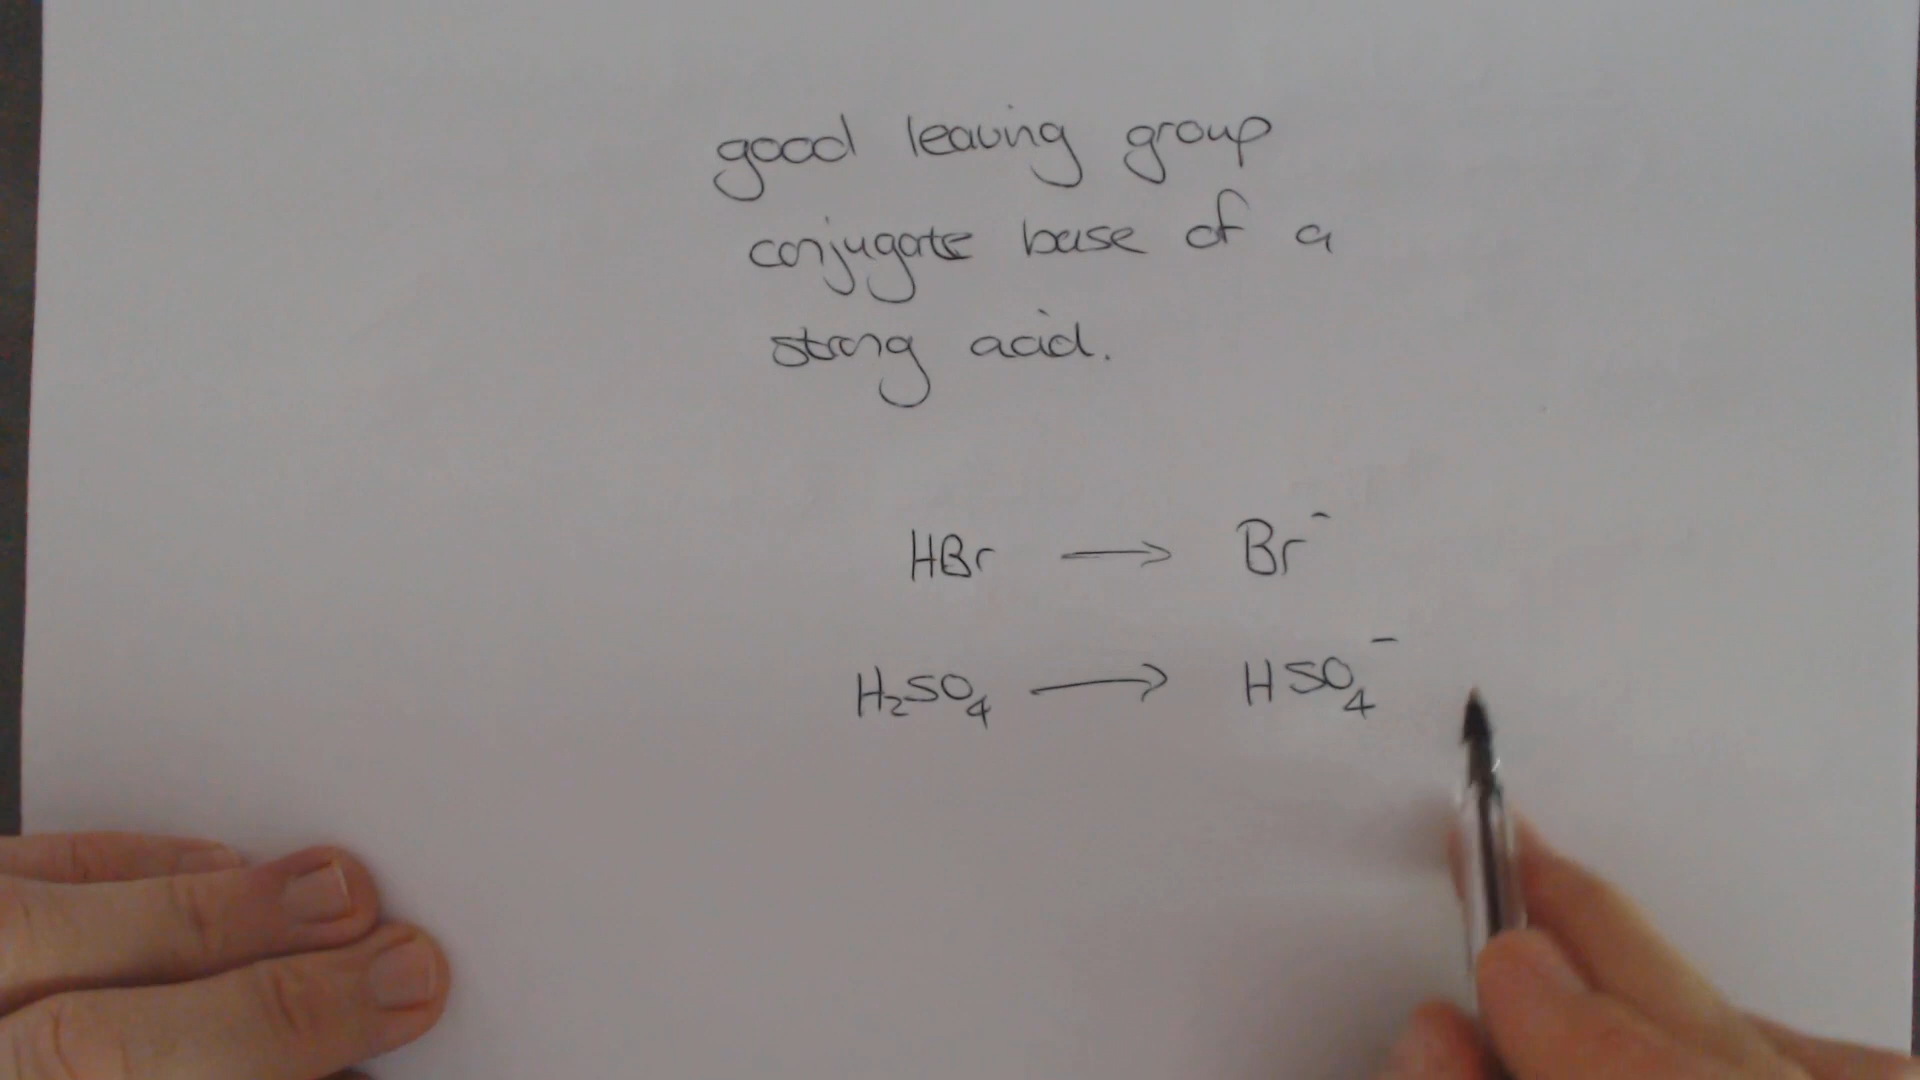 good leaving group
conjugate base of a
strong acid.
HBr → Br⁻
H₂SO₄ → HSO₄⁻